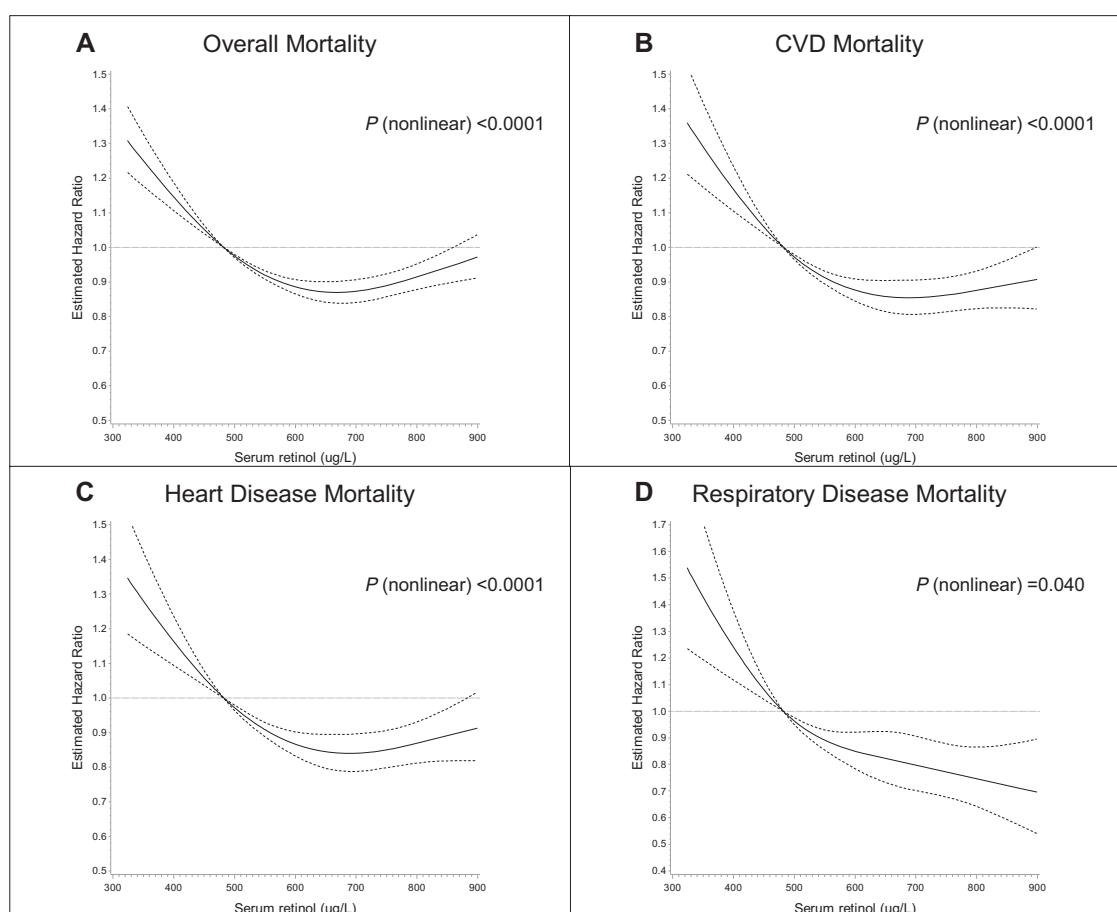 A Overall Mortality
1.5
1.4
1.3
1.2
1.1
1.0
0.9
0.8
0.7
0.6
0.5
Estimated Hazard Ratio
P (nonlinear) <0.0001
300 400 500 600 700 800 900
Serum retinol (ug/L)
B CVD Mortality
1.5
1.4
1.3
1.2
1.1
1.0
0.9
0.8
0.7
0.6
0.5
Estimated Hazard Ratio
P (nonlinear) <0.0001
300 400 500 600 700 800 900
Serum retinol (ug/L)
C Heart Disease Mortality
1.5
1.4
1.3
1.2
1.1
1.0
0.9
0.8
0.7
0.6
0.5
Estimated Hazard Ratio
P (nonlinear) <0.0001
300 400 500 600 700 800 900
Serum retinol (ug/L)
D Respiratory Disease Mortality
1.7
1.6
1.5
1.4
1.3
1.2
1.1
1.0
0.9
0.8
0.7
0.6
0.5
0.4
Estimated Hazard Ratio
P (nonlinear) =0.040
300 400 500 600 700 800 900
Serum retinol (ug/L)